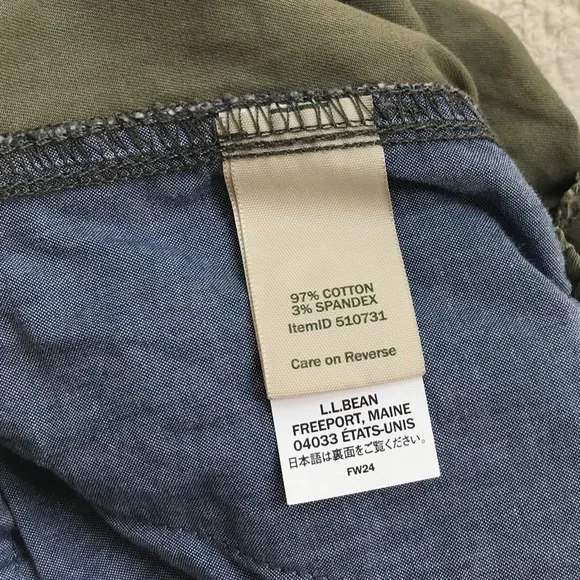 97% COTTON
3% SPANDEX
ItemID 510731
Care on Reverse
L.L.BEAN
FREEPORT, MAINE
04033 ÉTATS-UNIS
日本語は裏面をご覧ください。
FW24